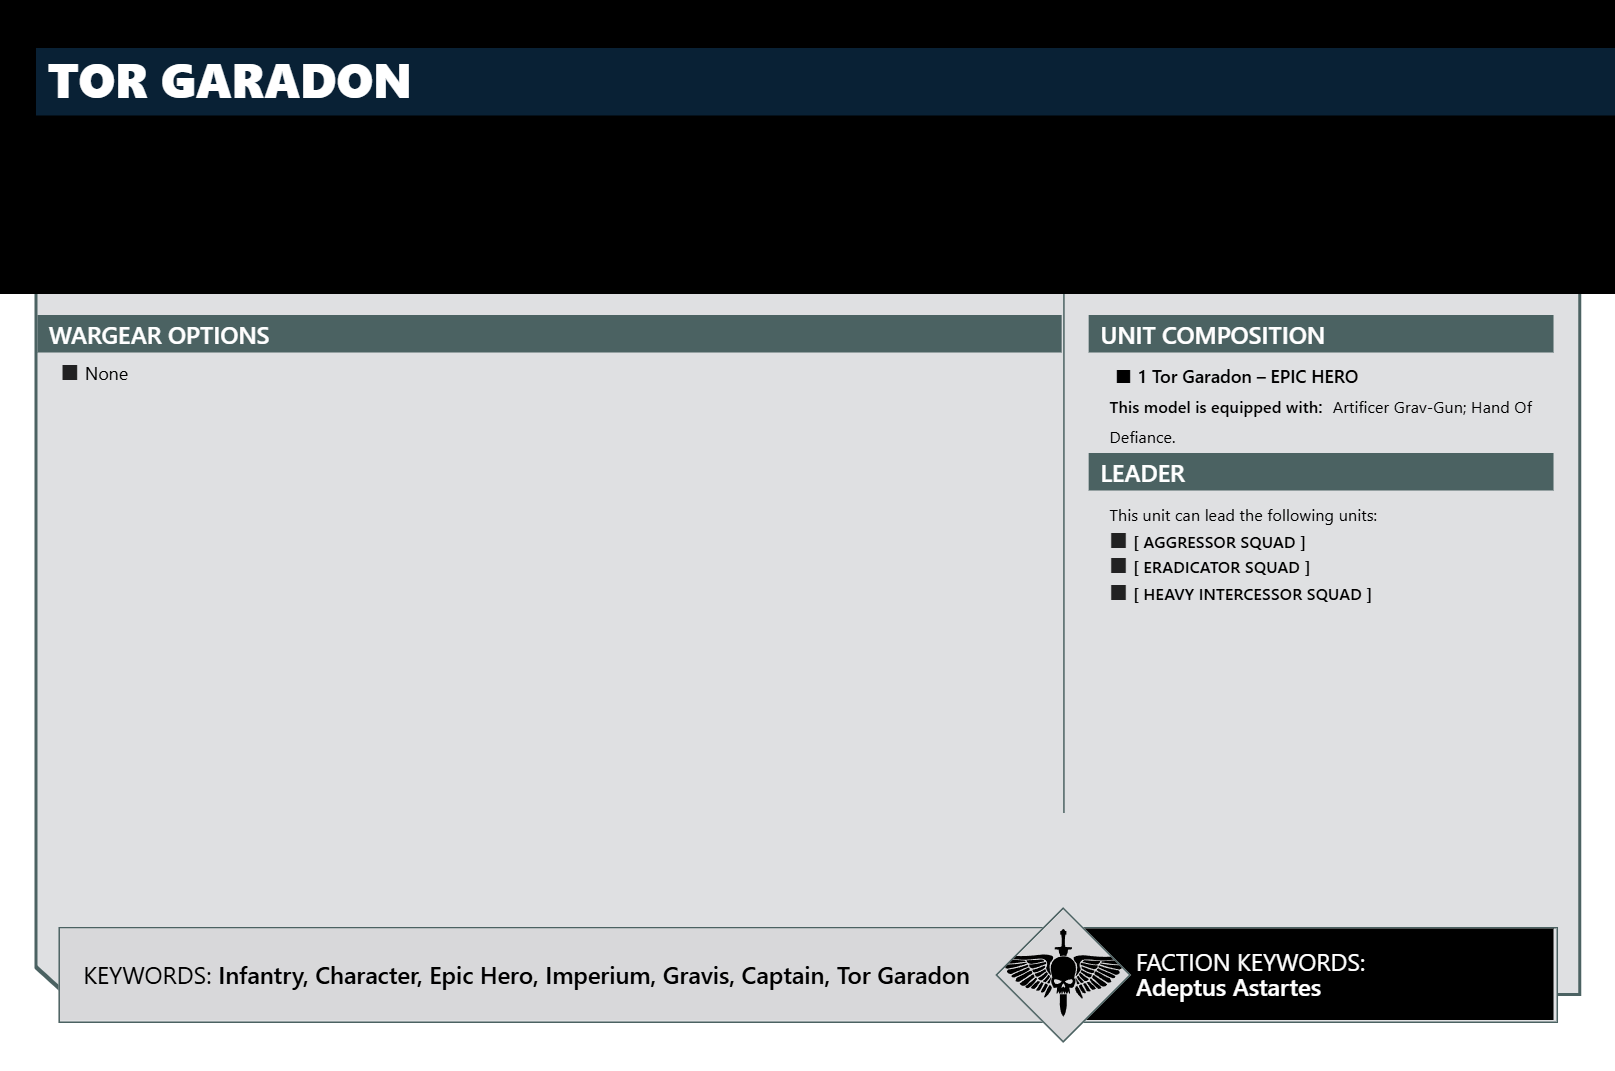 TOR GARADON
WARGEAR OPTIONS
■ None
UNIT COMPOSITION
■ 1 Tor Garadon – EPIC HERO
This model is equipped with: Artificer Grav-Gun; Hand Of
Defiance.
LEADER
This unit can lead the following units:
■ [ AGGRESSOR SQUAD ]
■ [ ERADICATOR SQUAD ]
■ [ HEAVY INTERCESSOR SQUAD ]
KEYWORDS: Infantry, Character, Epic Hero, Imperium, Gravis, Captain, Tor Garadon
FACTION KEYWORDS:
Adeptus Astartes